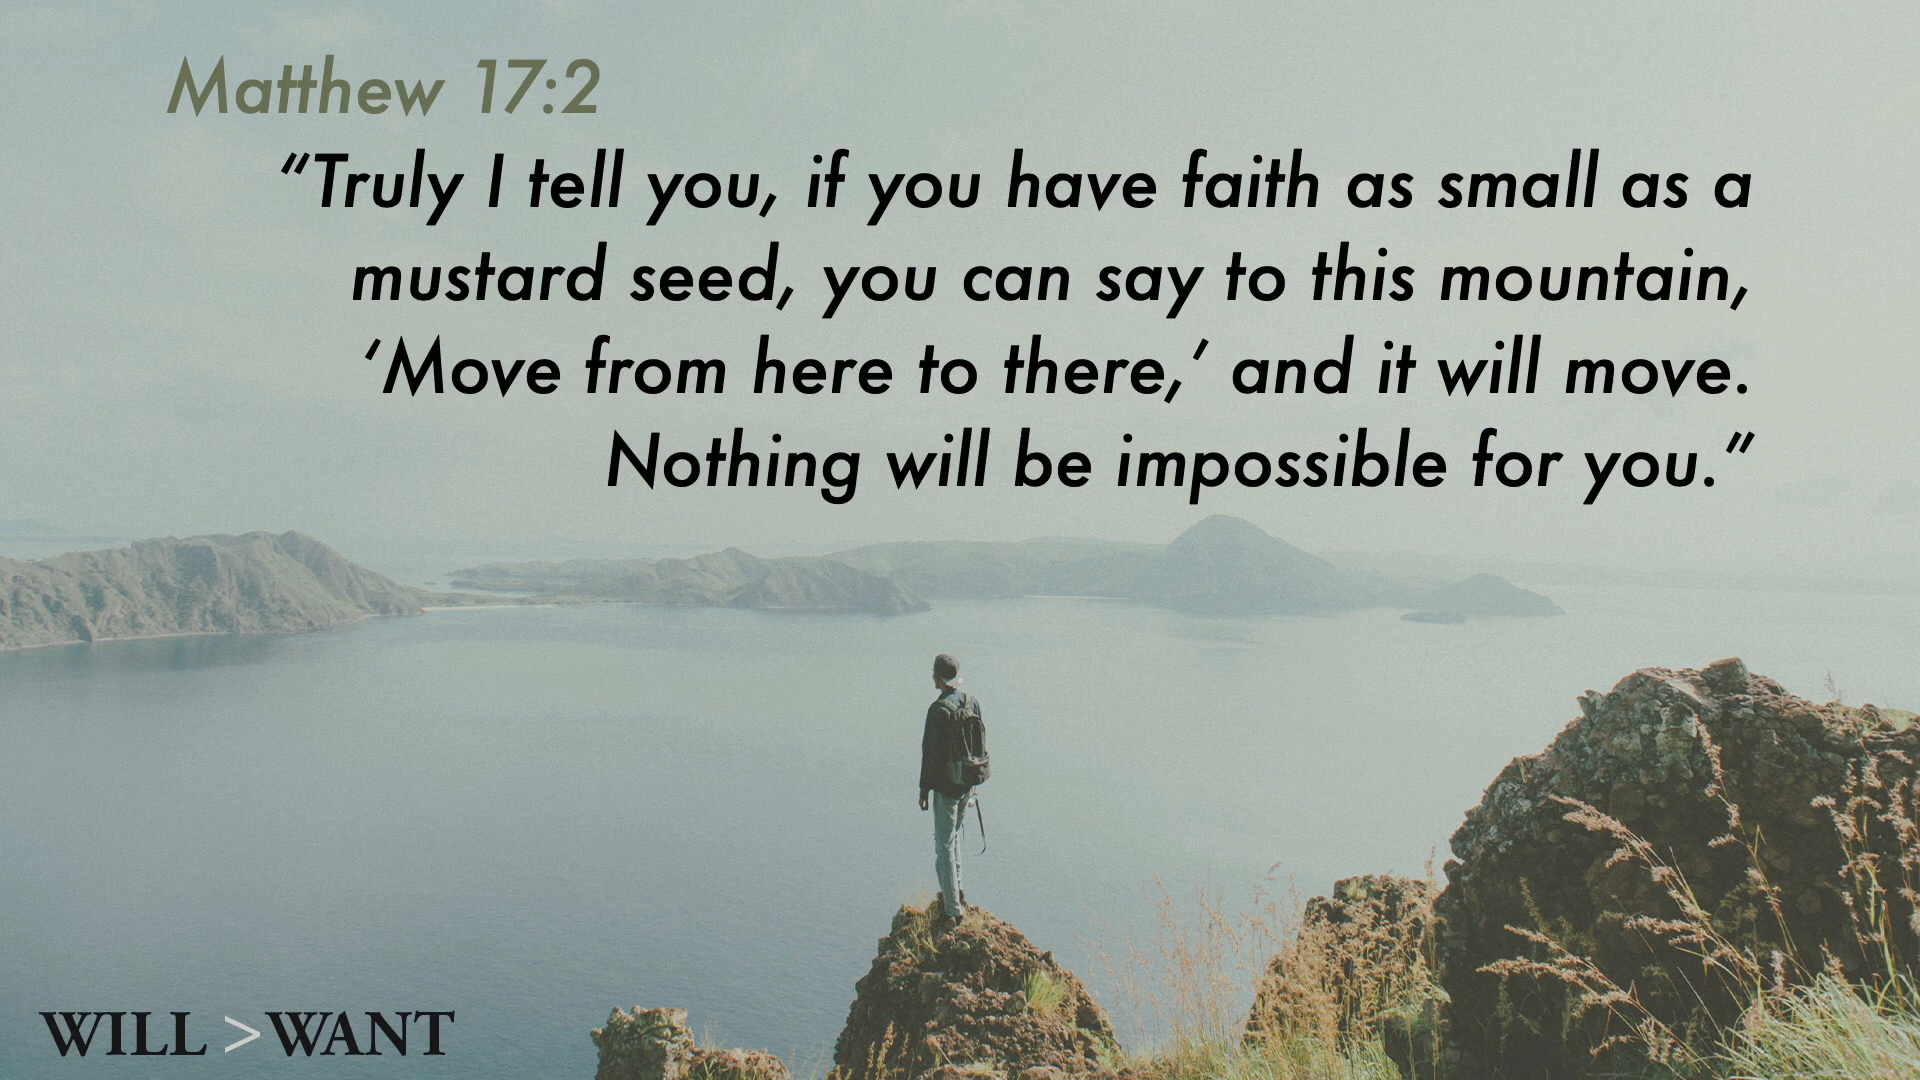 Matthew 17:2
“Truly I tell you, if you have faith as small as a
mustard seed, you can say to this mountain,
‘Move from here to there,’ and it will move.
Nothing will be impossible for you.”
WILL >WANT